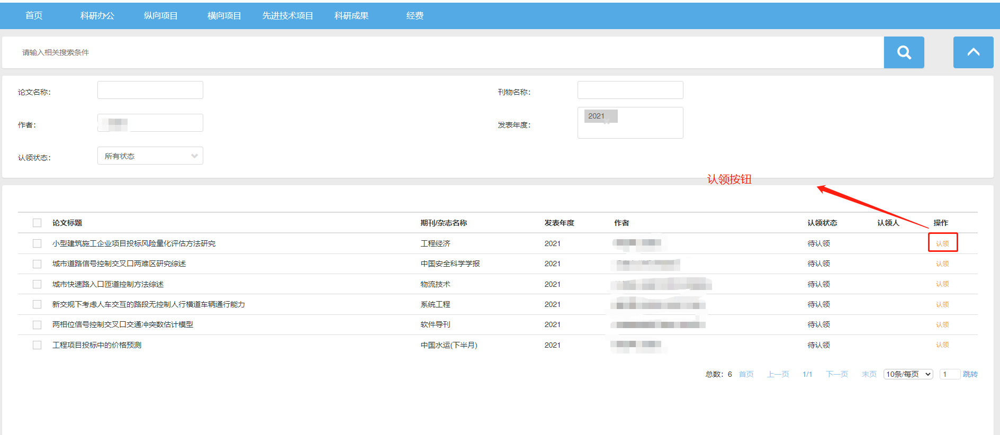 首页 科研办公 纵向项目 横向项目 先进技术项目 科研成果 经费
请输入相关搜索条件
论文名称： 刊物名称：
作者： 发表年度： 2021
认领状态： 所有状态
认领按钮
论文标题 期刊/杂志名称 发表年度 作者 认领状态 认领人 操作
小型建筑施工企业项目投标风险量化评估方法研究 工程经济 2021 待认领 认领
城市道路信号控制交叉口两难区研究综述 中国安全科学学报 2021 待认领 认领
城市快速路入口匝道控制方法综述 物流技术 2021 待认领 认领
新交规下考虑人车交互的路段无控制人行横道车辆通行能力 系统工程 2021 待认领 认领
两相位信号控制交叉口交通冲突数估计模型 软件导刊 2021 待认领 认领
工程项目投标中的价格预测 中国水运(下半月) 2021 待认领 认领
总数：6 首页 上一页 1/1 下一页 末页 10条/每页 1 跳转